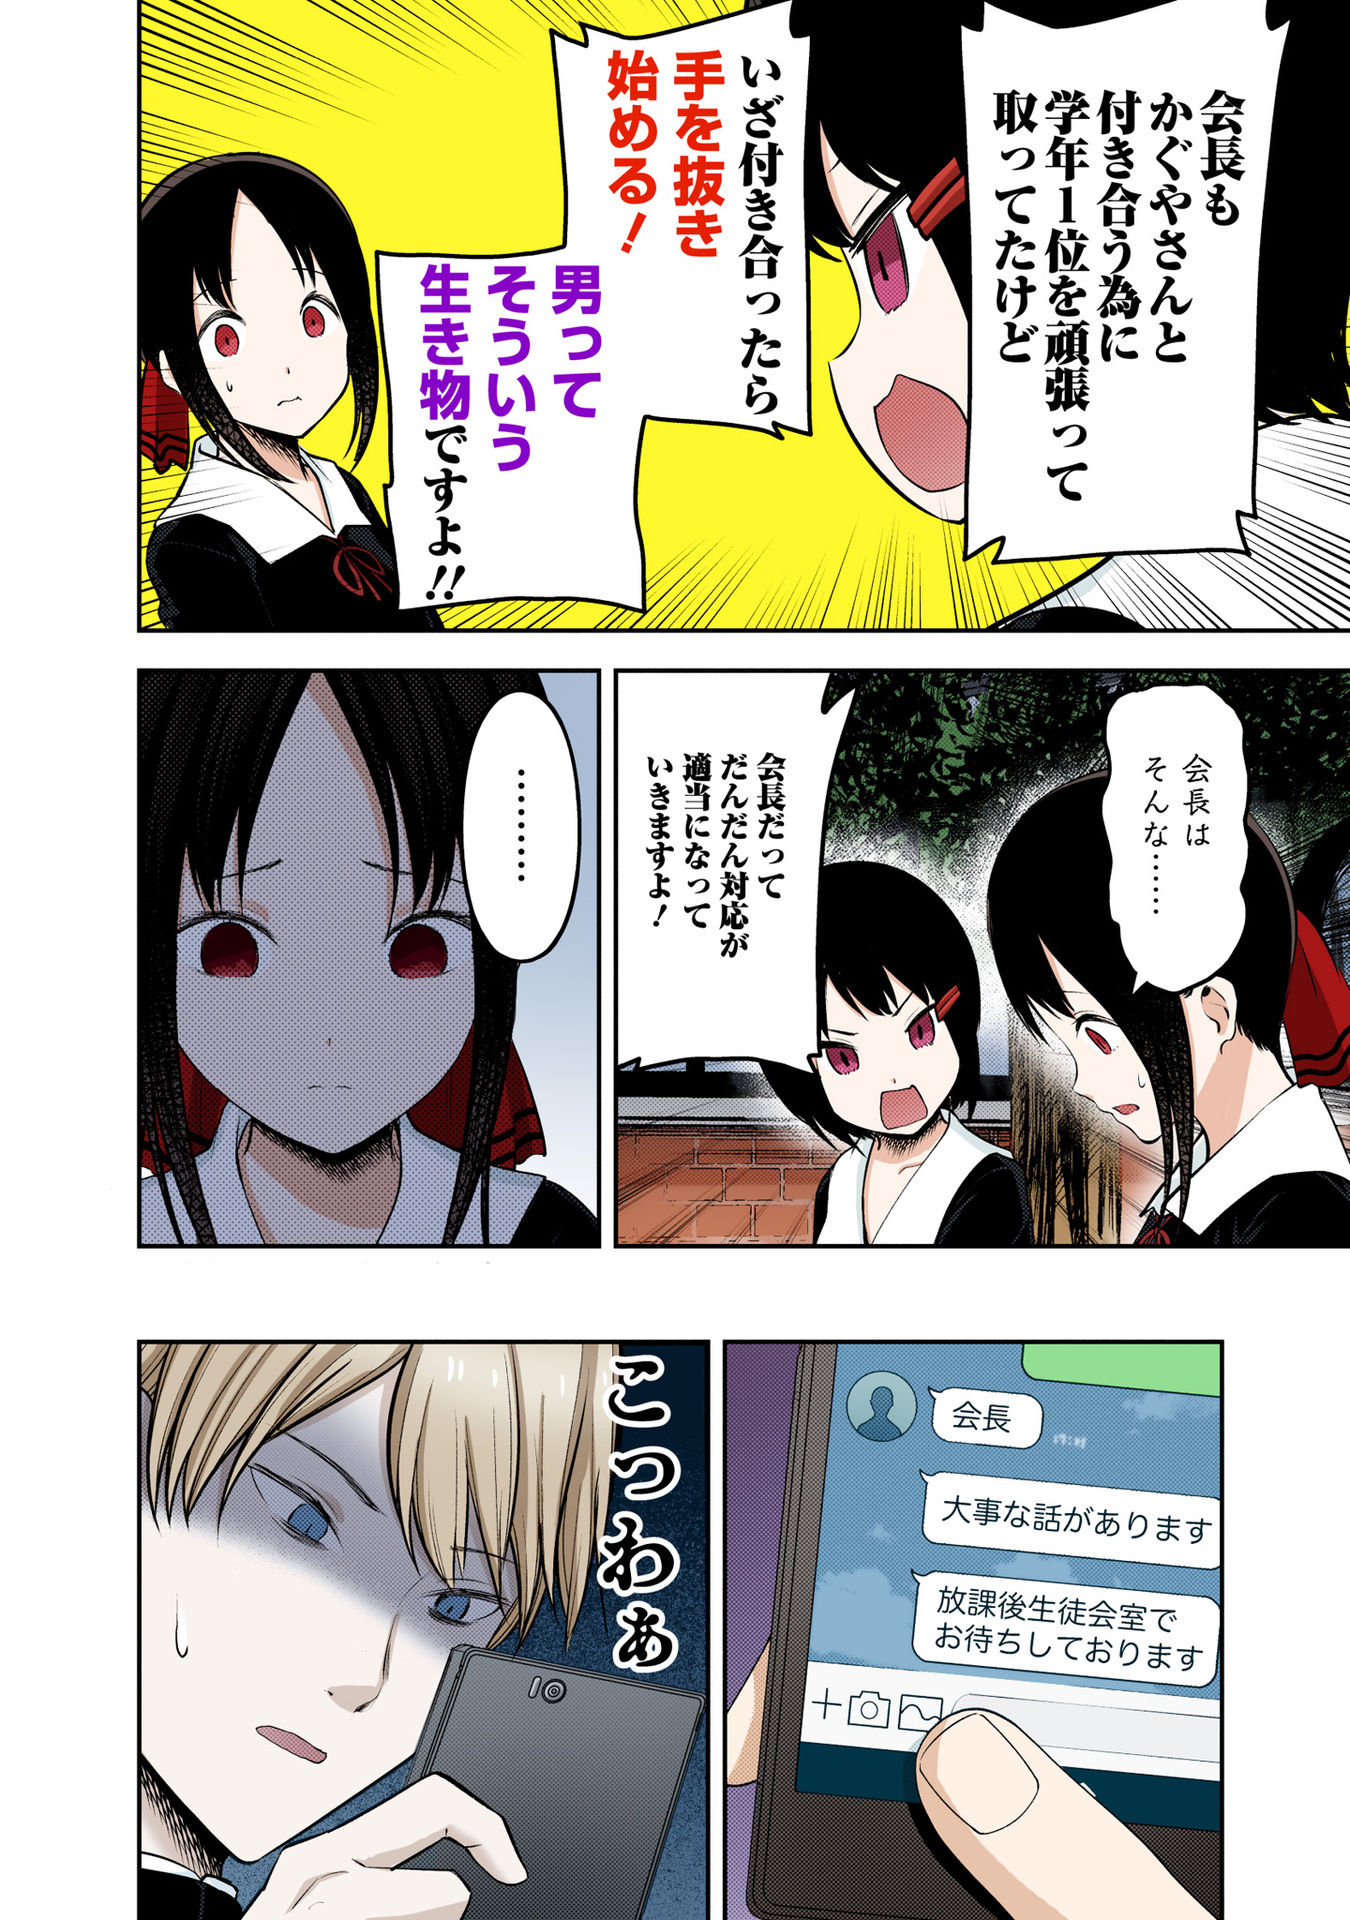 会長も
かぐやさんと
付き合う為に
学年1位を頑張って
取ってたけど
いざ付き合ったら
手を抜き
始める！
男って
そういう
生き物ですよ!!
会長は
そんな……
会長だって
だんだん対応が
適当になって
いきますよ！
………
会長
大事な話があります
放課後生徒会室で
お待ちしております
こっわぁ